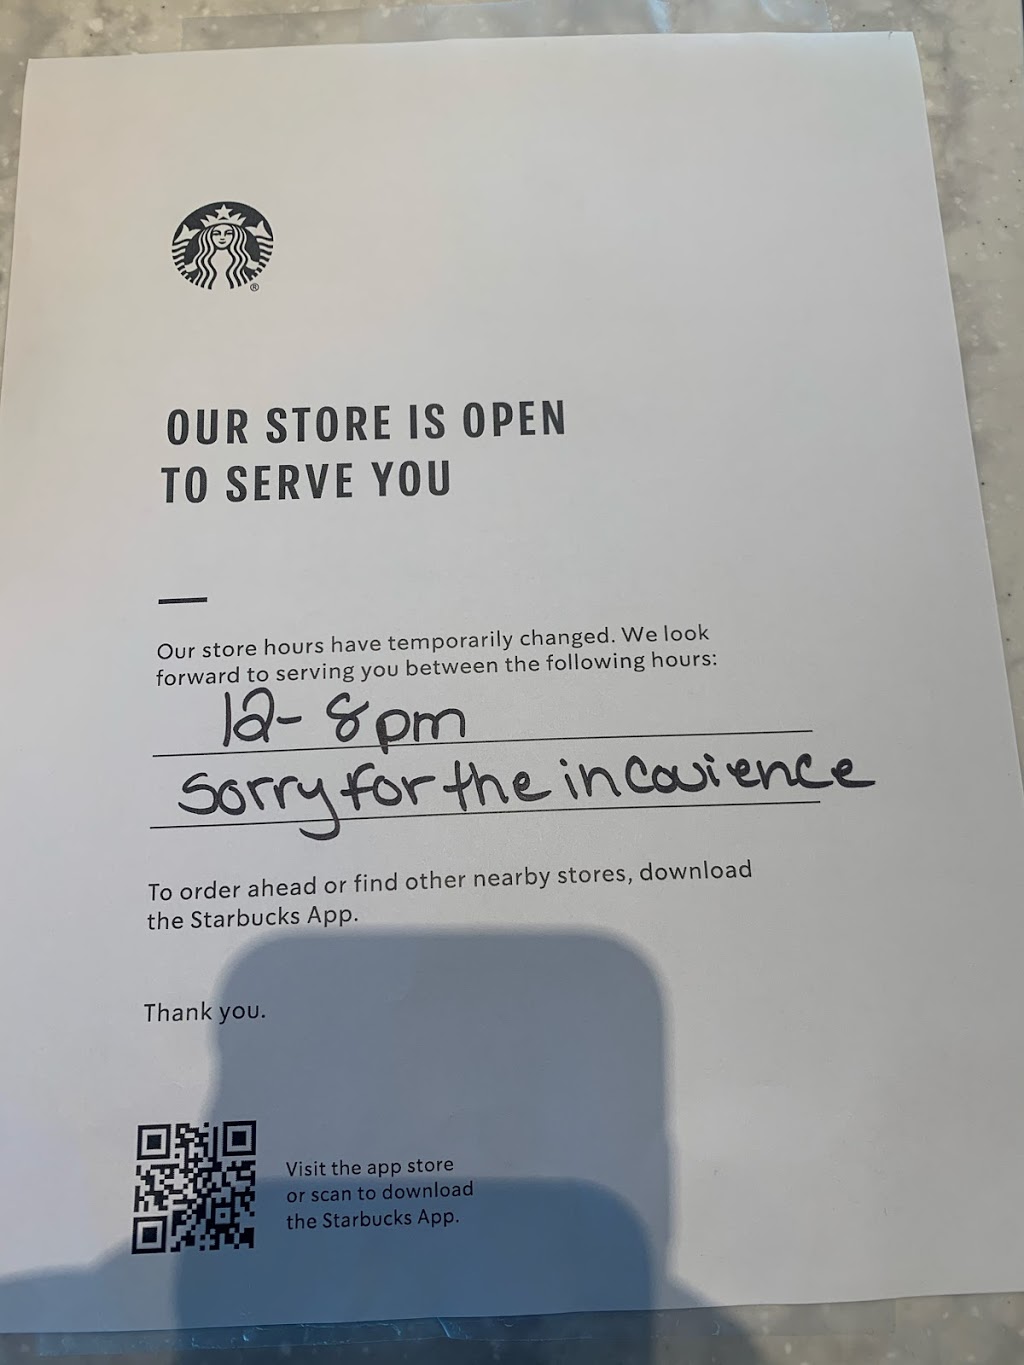 ®
OUR STORE IS OPEN
TO SERVE YOU
Our store hours have temporarily changed. We look
forward to serving you between the following hours:
12- 8pm
Sorry for the incovience
To order ahead or find other nearby stores, download
the Starbucks App.
Thank you.
Visit the app store
or scan to download
the Starbucks App.